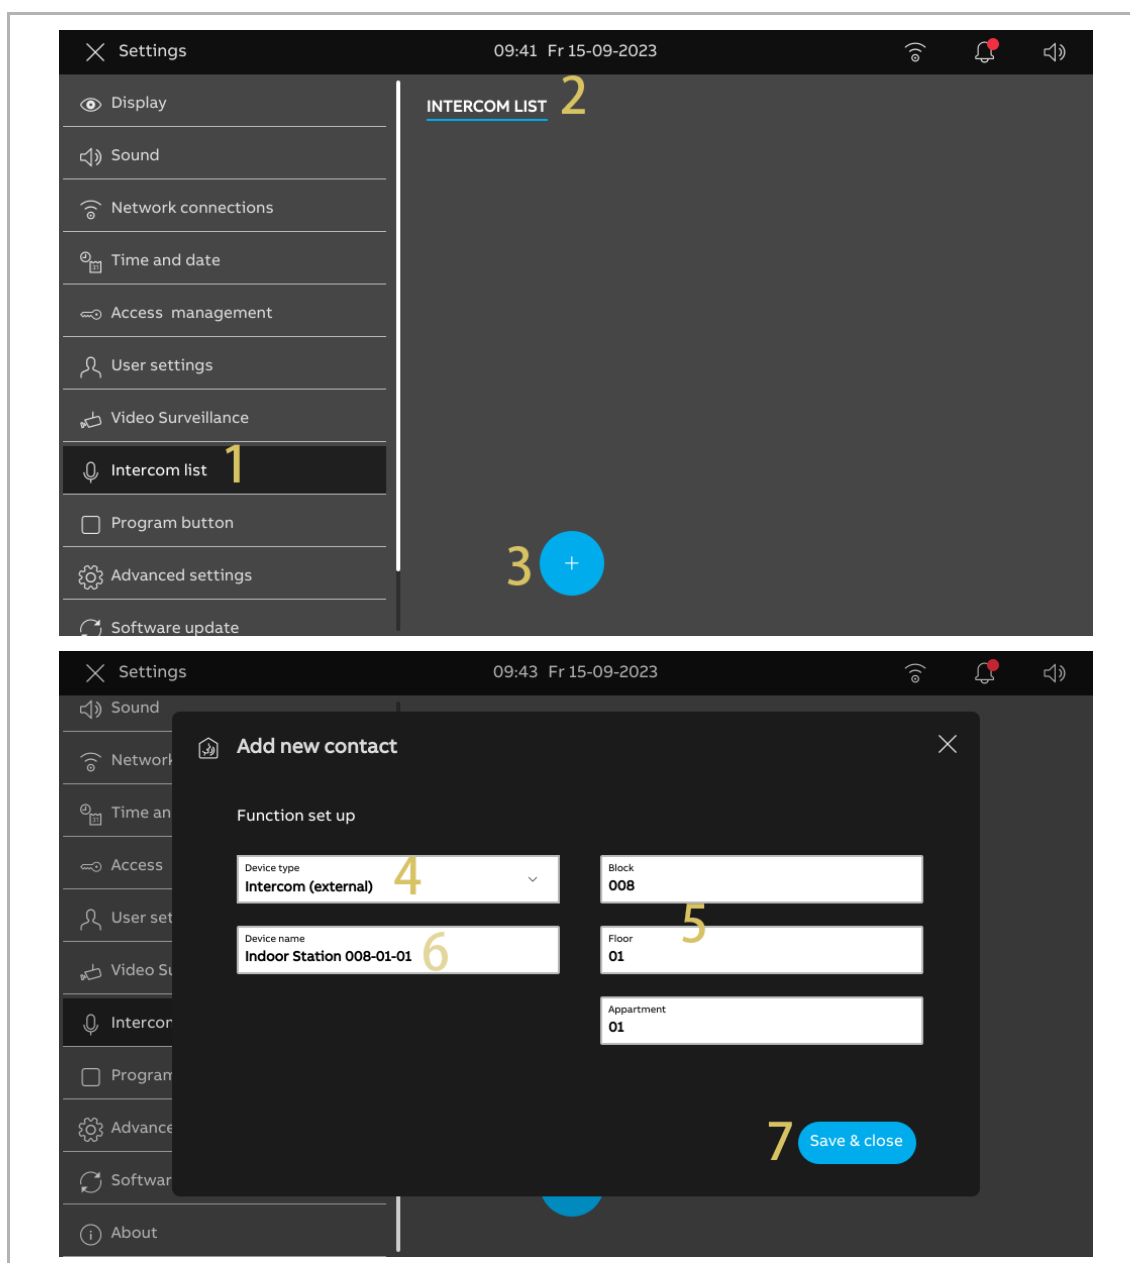 Settings
09:41 Fr 15-09-2023
Display
INTERCOM LIST 2
Sound
Network connections
31
Time and date
Access management
User settings
Video Surveillance
Intercom list 1
Program button
3 +
Advanced settings
Software update
Settings
09:43 Fr 15-09-2023
Sound
Add new contact
Network
Function set up
31
Time an
Access
Device type
Intercom (external) 4
Block
008
5
User set
Device name
Indoor Station 008-01-01 6
Floor
01
Video Su
Intercom
Appartment
01
Program
Advance
7 Save & close
Softwar
About